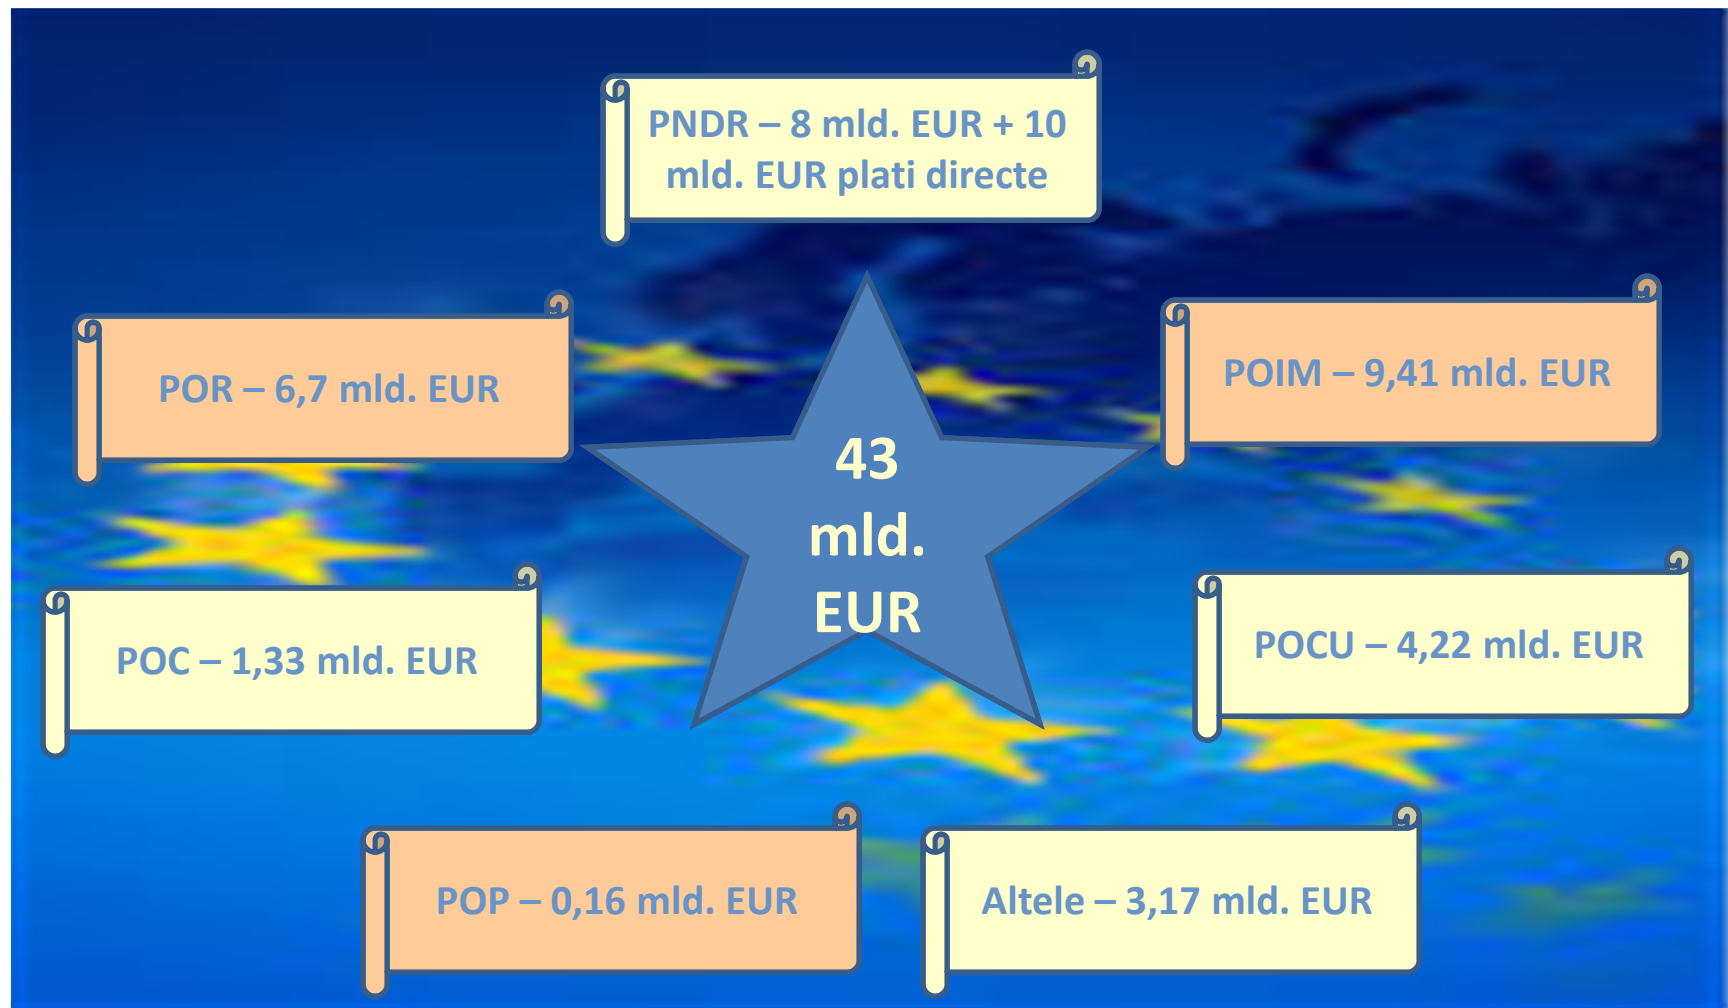 PNDR – 8 mld. EUR + 10
mld. EUR plati directe
POR – 6,7 mld. EUR
POIM – 9,41 mld. EUR
43
mld.
EUR
POC – 1,33 mld. EUR
POCU – 4,22 mld. EUR
POP – 0,16 mld. EUR
Altele – 3,17 mld. EUR